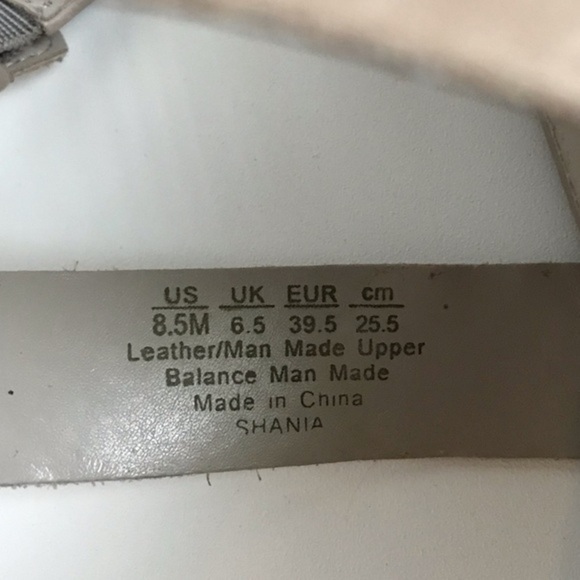 US UK EUR cm
8.5M 6.5 39.5 25.5
Leather/Man Made Upper
Balance Man Made
Made in China
SHANIA